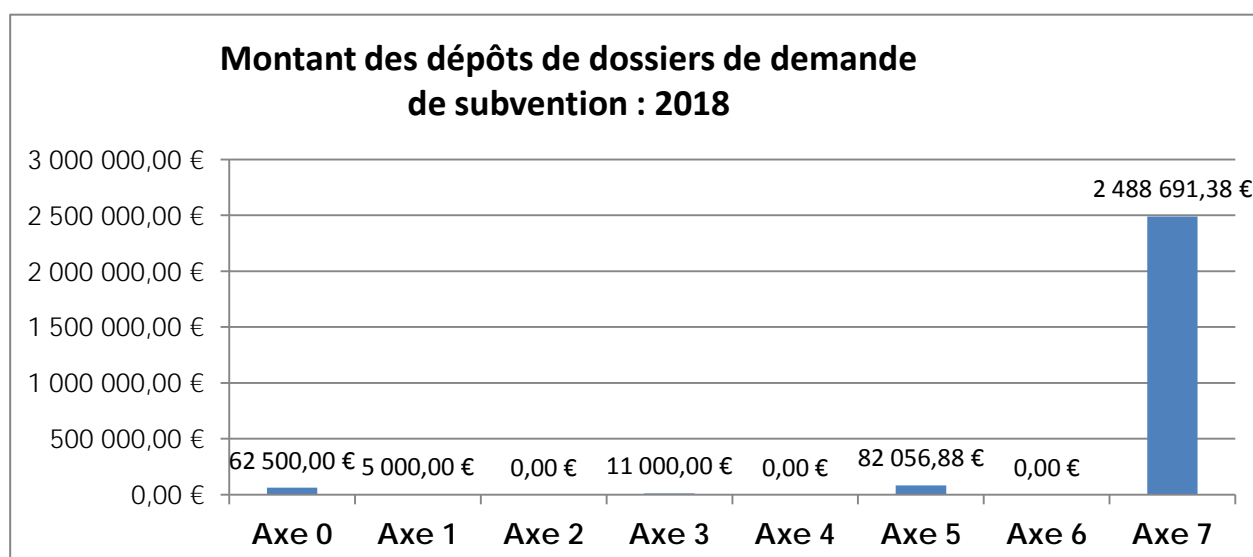 Montant des dépôts de dossiers de demande
de subvention : 2018
3 000 000,00 €
2 500 000,00 €
2 000 000,00 €
1 500 000,00 €
1 000 000,00 €
500 000,00 €
0,00 €
62 500,00 €
5 000,00 €
0,00 €
11 000,00 €
0,00 €
82 056,88 €
0,00 €
2 488 691,38 €
Axe 0 Axe 1 Axe 2 Axe 3 Axe 4 Axe 5 Axe 6 Axe 7